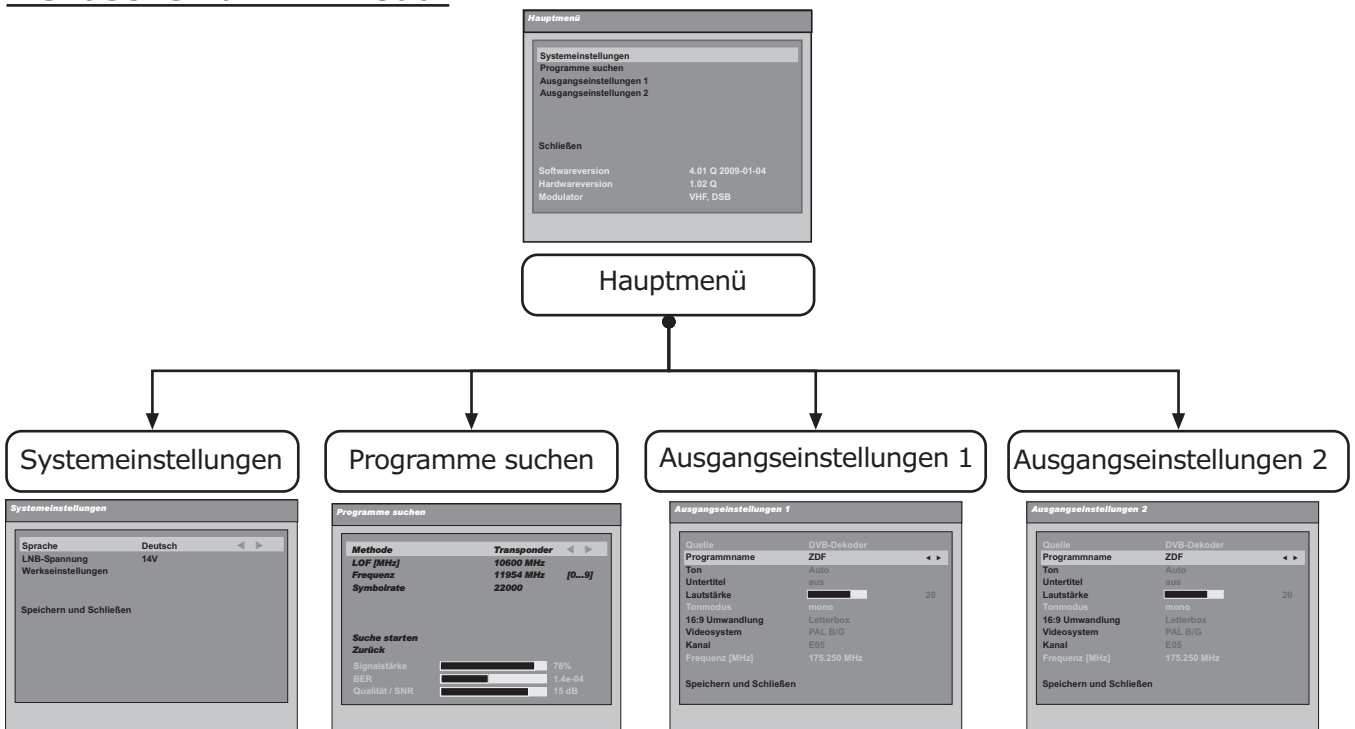 Hauptmenü
Systemeinstellungen
Programme suchen
Ausgangseinstellungen 1
Ausgangseinstellungen 2
Schließen
Softwareversion 4.01 Q 2009-01-04
Hardwareversion 1.02 Q
Modulator VHF, DSB
Hauptmenü
Systemeinstellungen
Programme suchen
Ausgangseinstellungen 1
Ausgangseinstellungen 2
Systemeinstellungen
Sprache Deutsch
LNB-Spannung 14V
Werkseinstellungen
Speichern und Schließen
Programme suchen
Methode Transponder
LOF [MHz] 10600 MHz
Frequenz 11954 MHz [0...9]
Symbolrate 22000
Suche starten
Zurück
Signalstärke 78%
BER 1.4e-04
Qualität / SNR 15 dB
Ausgangseinstellungen 1
Quelle DVB-Dekoder
Programmname ZDF
Ton Auto
Untertitel aus
Lautstärke 20
Tonmodus mono
16:9 Umwandlung Letterbox
Videosystem PAL B/G
Kanal E05
Frequenz [MHz] 175.250 MHz
Speichern und Schließen
Ausgangseinstellungen 2
Quelle DVB-Dekoder
Programmname ZDF
Ton Auto
Untertitel aus
Lautstärke 20
Tonmodus mono
16:9 Umwandlung Letterbox
Videosystem PAL B/G
Kanal E05
Frequenz [MHz] 175.250 MHz
Speichern und Schließen